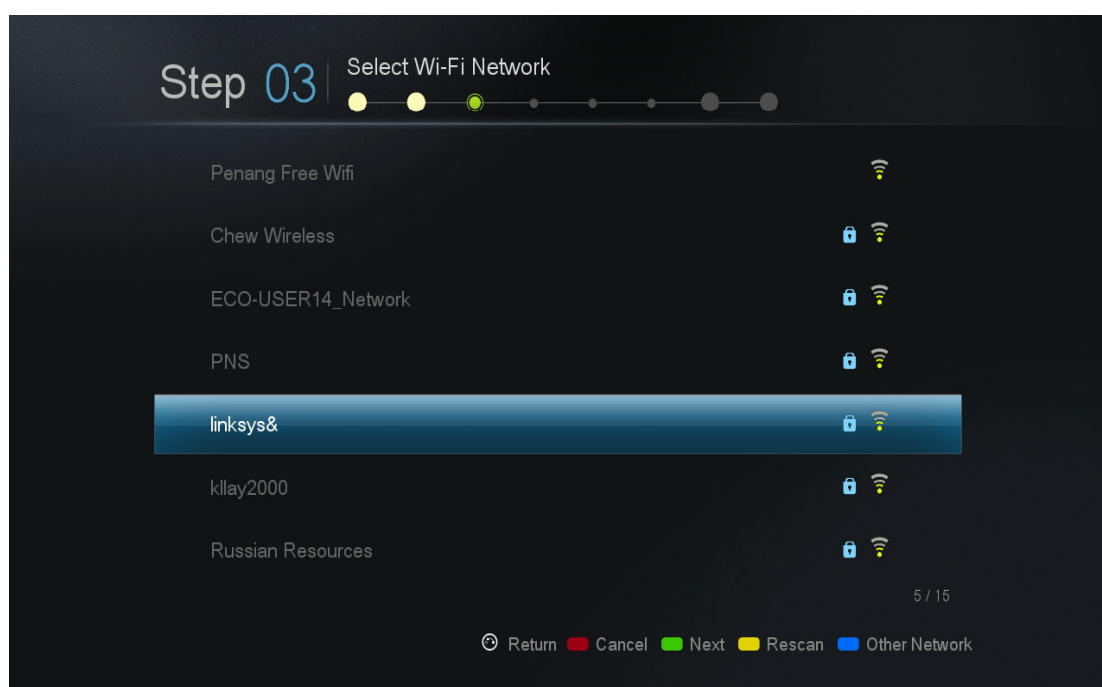 Step 03
Select Wi-Fi Network
Penang Free Wifi
Chew Wireless
ECO-USER14_Network
PNS
linksys&
kllay2000
Russian Resources
5 / 15
Return Cancel Next Rescan Other Network